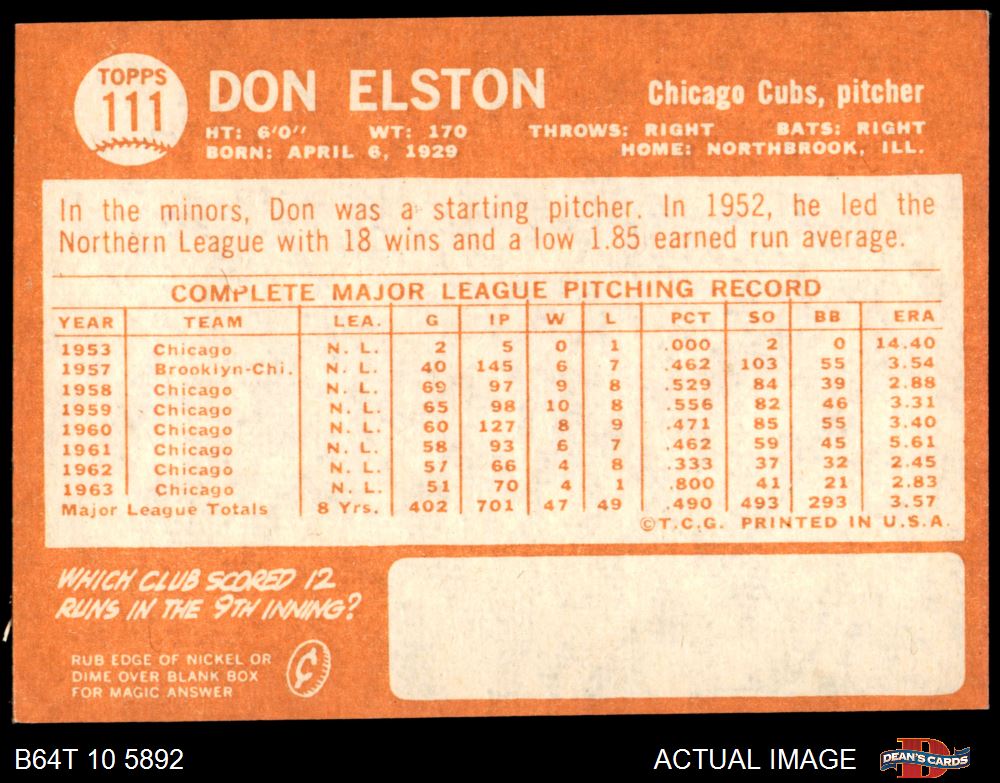 TOPPS
111
DON ELSTON
Chicago Cubs, pitcher
HT: 6'0" WT: 170 THROWS: RIGHT BATS: RIGHT
BORN: APRIL 6, 1929 HOME: NORTHBROOK, ILL.
In the minors, Don was a starting pitcher. In 1952, he led the
Northern League with 18 wins and a low 1.85 earned run average.
COMPLETE MAJOR LEAGUE PITCHING RECORD
YEAR TEAM LEA. G IP W L PCT SO BB ERA
1953 Chicago N. L. 2 5 0 1 .000 2 0 14.40
1957 Brooklyn-Chi. N. L. 40 145 6 7 .462 103 55 3.54
1958 Chicago N. L. 69 97 9 8 .529 84 39 2.88
1959 Chicago N. L. 65 98 10 8 .556 82 46 3.31
1960 Chicago N. L. 60 127 8 9 .471 85 55 3.40
1961 Chicago N. L. 58 93 6 7 .462 59 45 5.61
1962 Chicago N. L. 57 66 4 8 .333 37 32 2.45
1963 Chicago N. L. 51 70 4 1 .800 41 21 2.83
Major League Totals 8 Yrs. 402 701 47 49 .490 493 293 3.57
©T.C.G. PRINTED IN U.S.A.
WHICH CLUB SCORED 12
RUNS IN THE 9TH INNING?
RUB EDGE OF NICKEL OR
DIME OVER BLANK BOX
FOR MAGIC ANSWER
¢
B64T 10 5892
ACTUAL IMAGE
D
DEAN'S CARDS